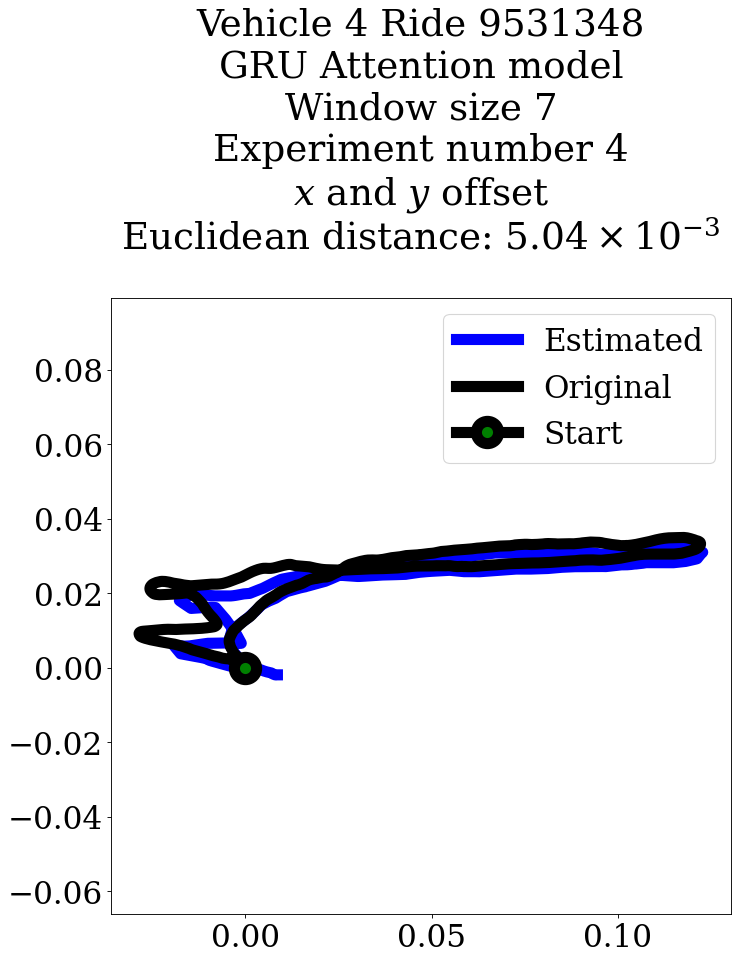 Vehicle 4 Ride 9531348
GRU Attention model
Window size 7
Experiment number 4
x and y offset
Euclidean distance: 5.04 × 10⁻³
Estimated
Original
Start
0.08
0.06
0.04
0.02
0.00
−0.02
−0.04
−0.06
0.00 0.05 0.10